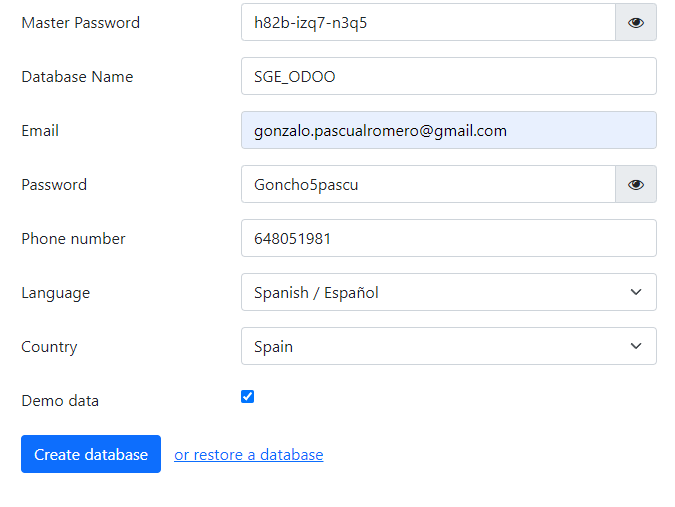 Master Password h82b-izq7-n3q5
Database Name SGE_ODOO
Email gonzalo.pascualromero@gmail.com
Password Goncho5pascu
Phone number 648051981
Language Spanish / Español
Country Spain
Demo data
Create database or restore a database